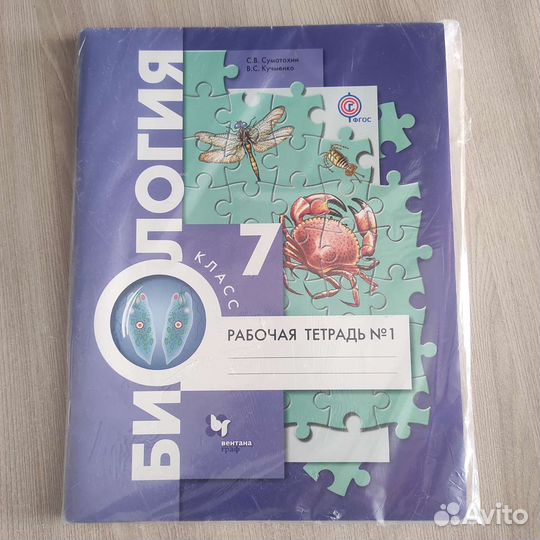 С.В. Суматохин
В.С. Кучменко
ФГОС
БИОЛОГИЯ
7
КЛАСС
РАБОЧАЯ ТЕТРАДЬ №1
вентана
граф
Avito